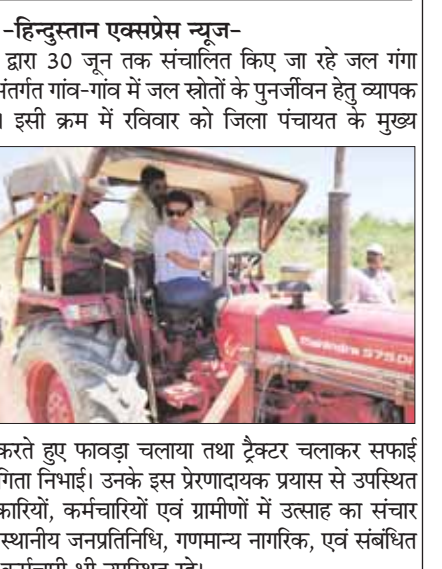 -हिन्दुस्तान एक्सप्रेस न्यूज-
द्वारा 30 जून तक संचालित किए जा रहे जल गंगा
अंतर्गत गांव-गांव में जल स्रोतों के पुनर्जीवन हेतु व्यापक
। इसी क्रम में रविवार को जिला पंचायत के मुख्य
Mahindra 575 DI
करते हुए फावड़ा चलाया तथा ट्रैक्टर चलाकर सफाई
उनके इस प्रेरणादायक प्रयास से उपस्थित
कर्मचारियों एवं ग्रामीणों में उत्साह का संचार
स्थानीय जनप्रतिनिधि, गणमान्य नागरिक, एवं संबंधित